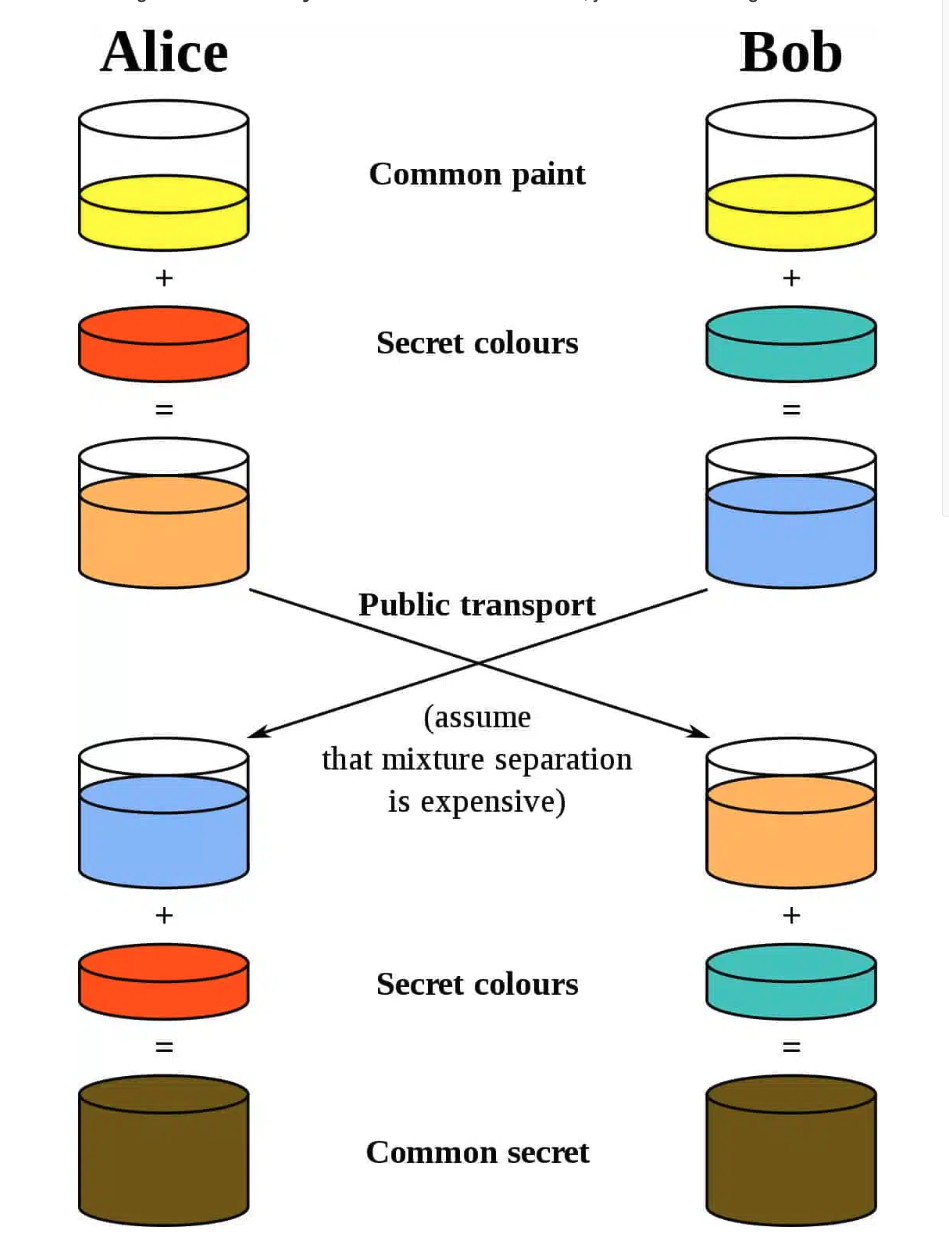 Alice
Bob
Common paint
+
+
Secret colours
=
=
Public transport
(assume
that mixture separation
is expensive)
+
+
Secret colours
=
=
Common secret